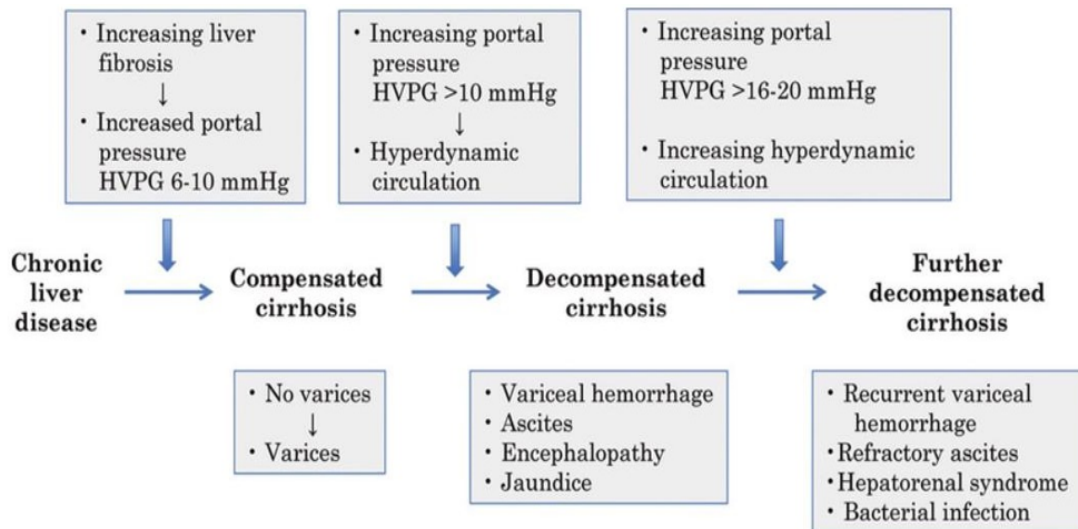 • Increasing liver
fibrosis
↓
• Increased portal
pressure
HVPG 6-10 mmHg
• Increasing portal
pressure
HVPG >10 mmHg
↓
• Hyperdynamic
circulation
• Increasing portal
pressure
HVPG >16-20 mmHg
• Increasing hyperdynamic
circulation
Chronic
liver
disease
Compensated
cirrhosis
Decompensated
cirrhosis
Further
decompensated
cirrhosis
• No varices
↓
• Varices
• Variceal hemorrhage
• Ascites
• Encephalopathy
• Jaundice
• Recurrent variceal
hemorrhage
•Refractory ascites
•Hepatorenal syndrome
• Bacterial infection